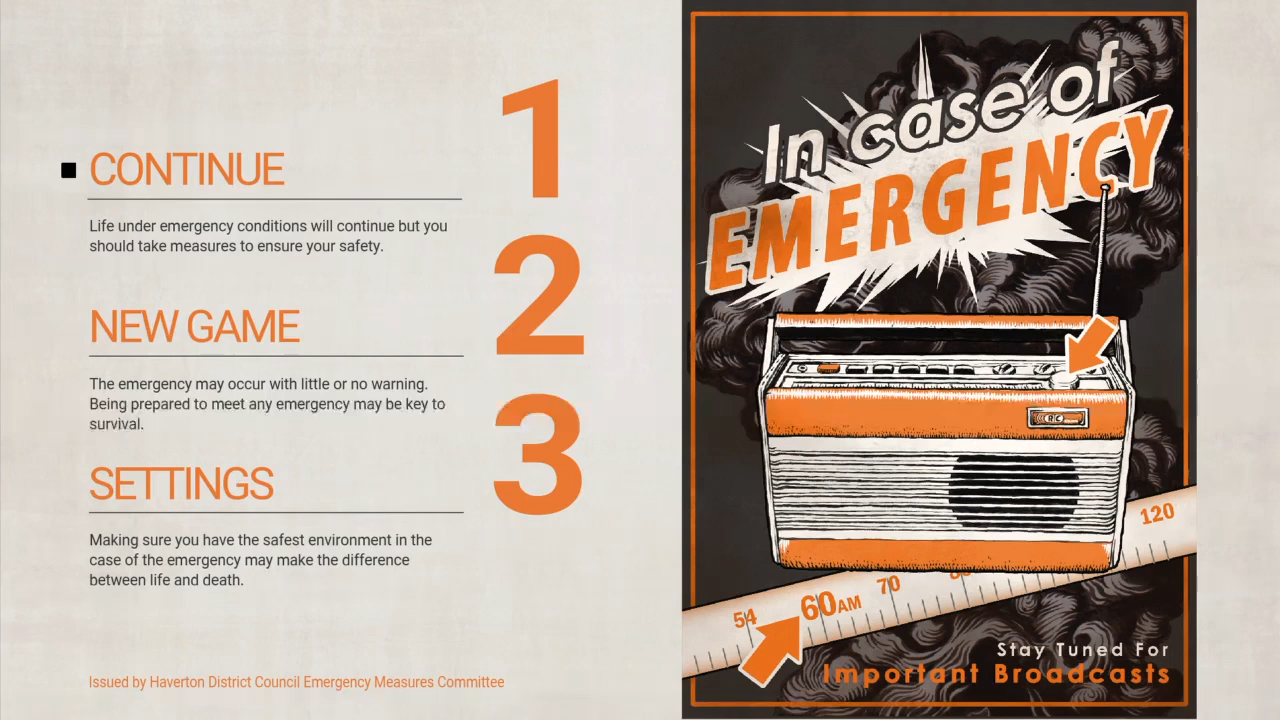 CONTINUE
Life under emergency conditions will continue but you
should take measures to ensure your safety.
1
NEW GAME
The emergency may occur with little or no warning.
Being prepared to meet any emergency may be key to
survival.
2
SETTINGS
Making sure you have the safest environment in the
case of the emergency may make the difference
between life and death.
3
Issued by Haverton District Council Emergency Measures Committee
In case of
EMERGENCY
54 60AM 70 120
Stay Tuned For
Important Broadcasts